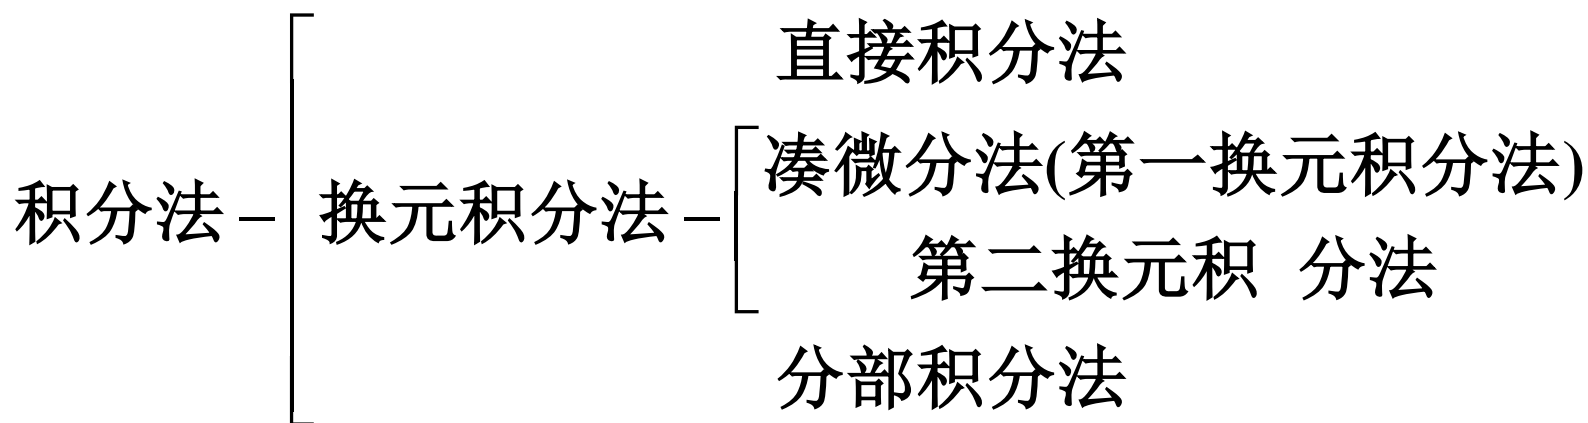 直接积分法
凑微分法(第一换元积分法)
积分法 – 换元积分法 –
第二换元积 分法
分部积分法